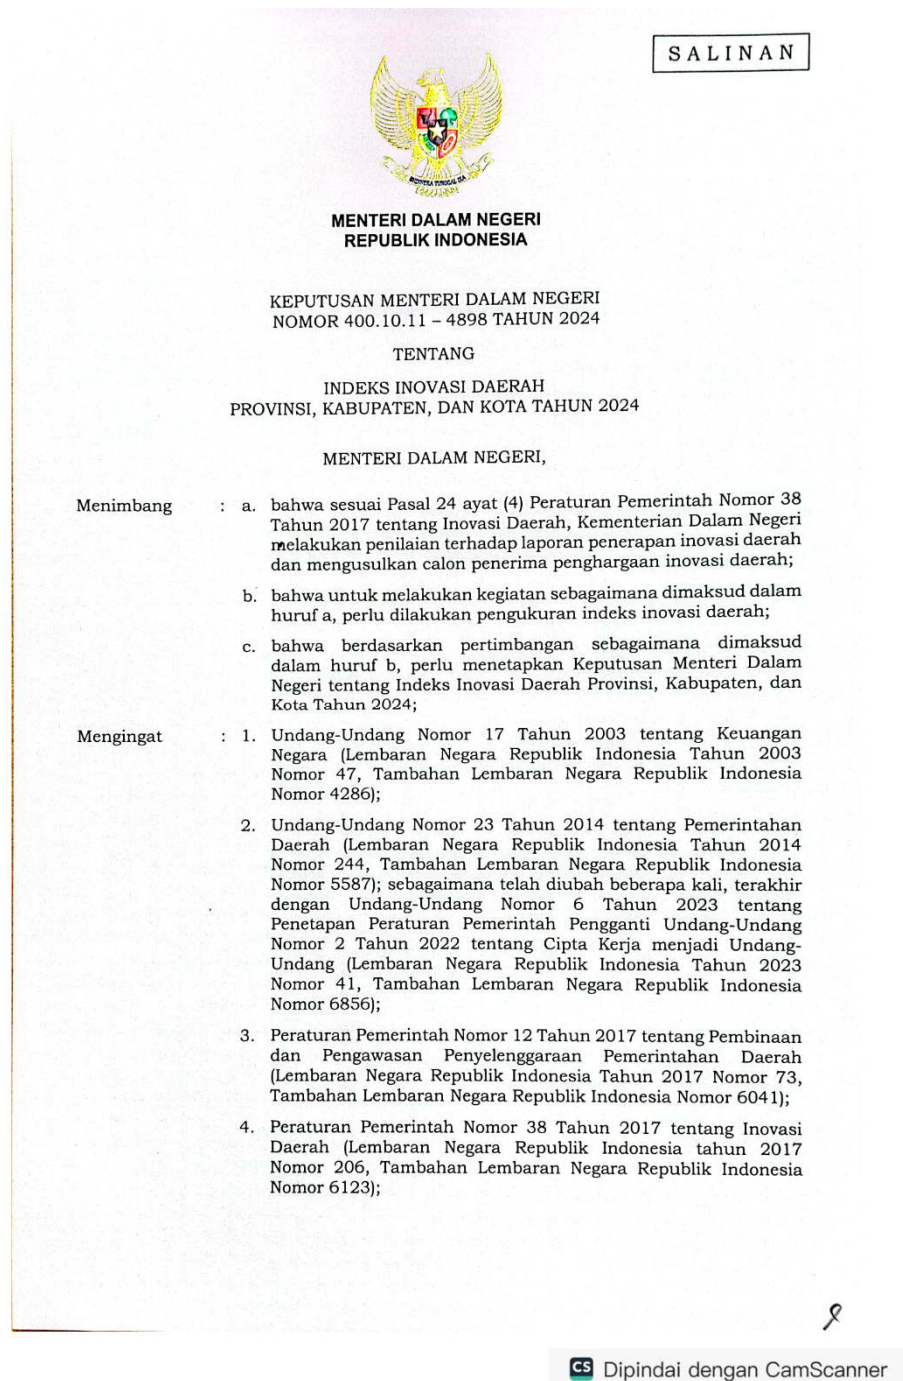 SALINAN
BHINNEKA TUNGGAL IKA
MENTERI DALAM NEGERI
REPUBLIK INDONESIA
KEPUTUSAN MENTERI DALAM NEGERI
NOMOR 400.10.11 – 4898 TAHUN 2024
TENTANG
INDEKS INOVASI DAERAH
PROVINSI, KABUPATEN, DAN KOTA TAHUN 2024
MENTERI DALAM NEGERI,
Menimbang : a. bahwa sesuai Pasal 24 ayat (4) Peraturan Pemerintah Nomor 38
Tahun 2017 tentang Inovasi Daerah, Kementerian Dalam Negeri
melakukan penilaian terhadap laporan penerapan inovasi daerah
dan mengusulkan calon penerima penghargaan inovasi daerah;
b. bahwa untuk melakukan kegiatan sebagaimana dimaksud dalam
huruf a, perlu dilakukan pengukuran indeks inovasi daerah;
c. bahwa berdasarkan pertimbangan sebagaimana dimaksud
dalam huruf b, perlu menetapkan Keputusan Menteri Dalam
Negeri tentang Indeks Inovasi Daerah Provinsi, Kabupaten, dan
Kota Tahun 2024;
Mengingat : 1. Undang-Undang Nomor 17 Tahun 2003 tentang Keuangan
Negara (Lembaran Negara Republik Indonesia Tahun 2003
Nomor 47, Tambahan Lembaran Negara Republik Indonesia
Nomor 4286);
2. Undang-Undang Nomor 23 Tahun 2014 tentang Pemerintahan
Daerah (Lembaran Negara Republik Indonesia Tahun 2014
Nomor 244, Tambahan Lembaran Negara Republik Indonesia
Nomor 5587); sebagaimana telah diubah beberapa kali, terakhir
dengan Undang-Undang Nomor 6 Tahun 2023 tentang
Penetapan Peraturan Pemerintah Pengganti Undang-Undang
Nomor 2 Tahun 2022 tentang Cipta Kerja menjadi Undang-
Undang (Lembaran Negara Republik Indonesia Tahun 2023
Nomor 41, Tambahan Lembaran Negara Republik Indonesia
Nomor 6856);
3. Peraturan Pemerintah Nomor 12 Tahun 2017 tentang Pembinaan
dan Pengawasan Penyelenggaraan Pemerintahan Daerah
(Lembaran Negara Republik Indonesia Tahun 2017 Nomor 73,
Tambahan Lembaran Negara Republik Indonesia Nomor 6041);
4. Peraturan Pemerintah Nomor 38 Tahun 2017 tentang Inovasi
Daerah (Lembaran Negara Republik Indonesia tahun 2017
Nomor 206, Tambahan Lembaran Negara Republik Indonesia
Nomor 6123);
CS Dipindai dengan CamScanner